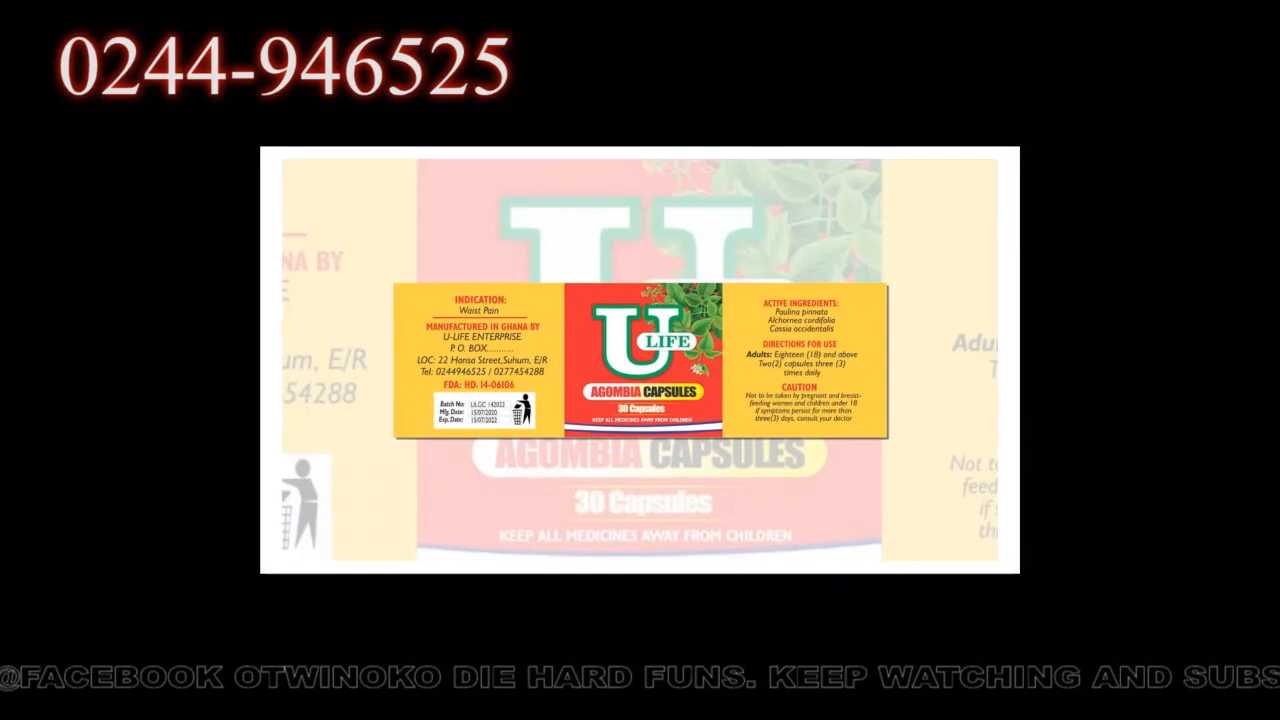 0244-946525
NA BY
E
um, E/R
54288
INDICATION:
Waist Pain
MANUFACTURED IN GHANA BY
U-LIFE ENTERPRISE
P. O. BOX...........
LOC: 22 Hansa Street,Suhum, E/R
Tel: 0244946525 / 0277454288
FDA: HD. 14-06106
Batch No: ULGC 142022
Mfg. Date: 15/07/2020
Exp. Date: 15/07/2022
U
LIFE
AGOMBIA CAPSULES
30 Capsules
KEEP ALL MEDICINES AWAY FROM CHILDREN
ACTIVE INGREDIENTS:
Paulina pinnata
Alchornea cordifolia
Cassia occidentalis
DIRECTIONS FOR USE
Adults: Eighteen (18) and above
Two(2) capsules three (3)
times daily
CAUTION
Not to be taken by pregnant and breast-
feeding women and children under 18
if symptoms persist for more than
three(3) days, consult your doctor
AGOMBIA CAPSULES
30 Capsules
KEEP ALL MEDICINES AWAY FROM CHILDREN
Adu
Not t
feed
if
th
@FACEBOOK OTWINOKO DIE HARD FUNS. KEEP WATCHING AND SUBS